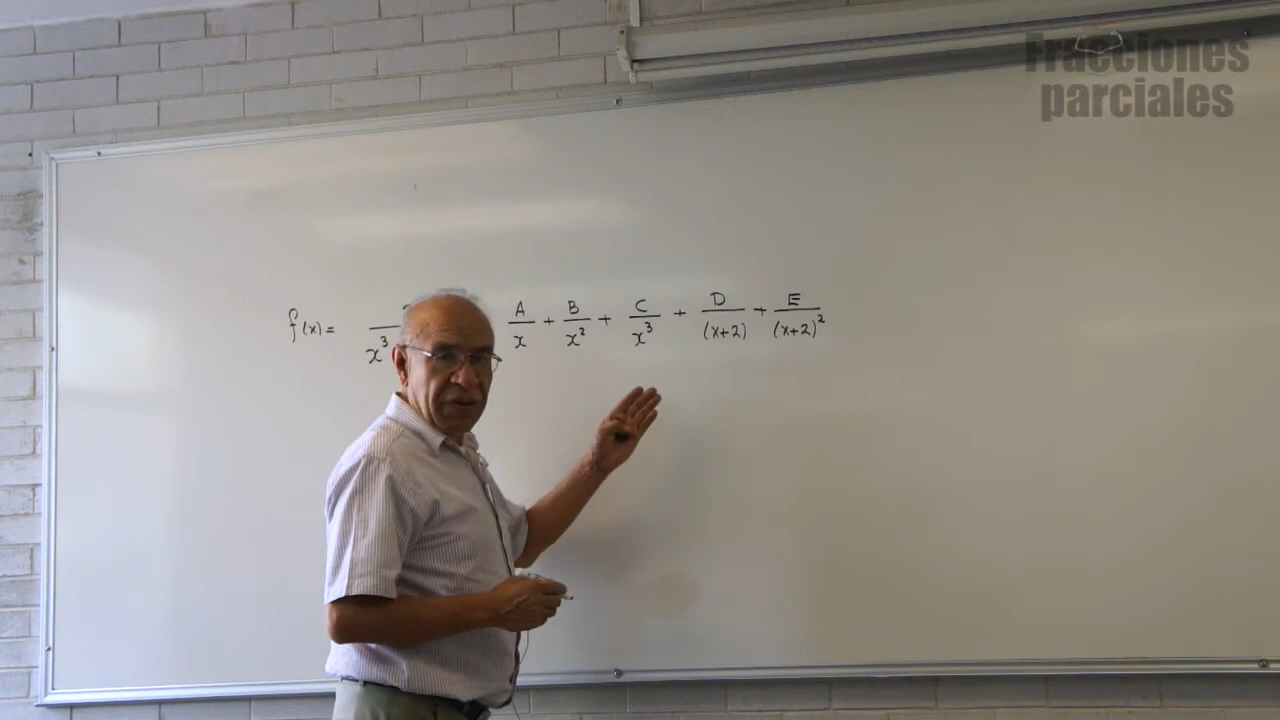 Fracciones
parciales
f(x) = / x³ A/x + B/x² + C/x³ + D/(x+2) + E/(x+2)²